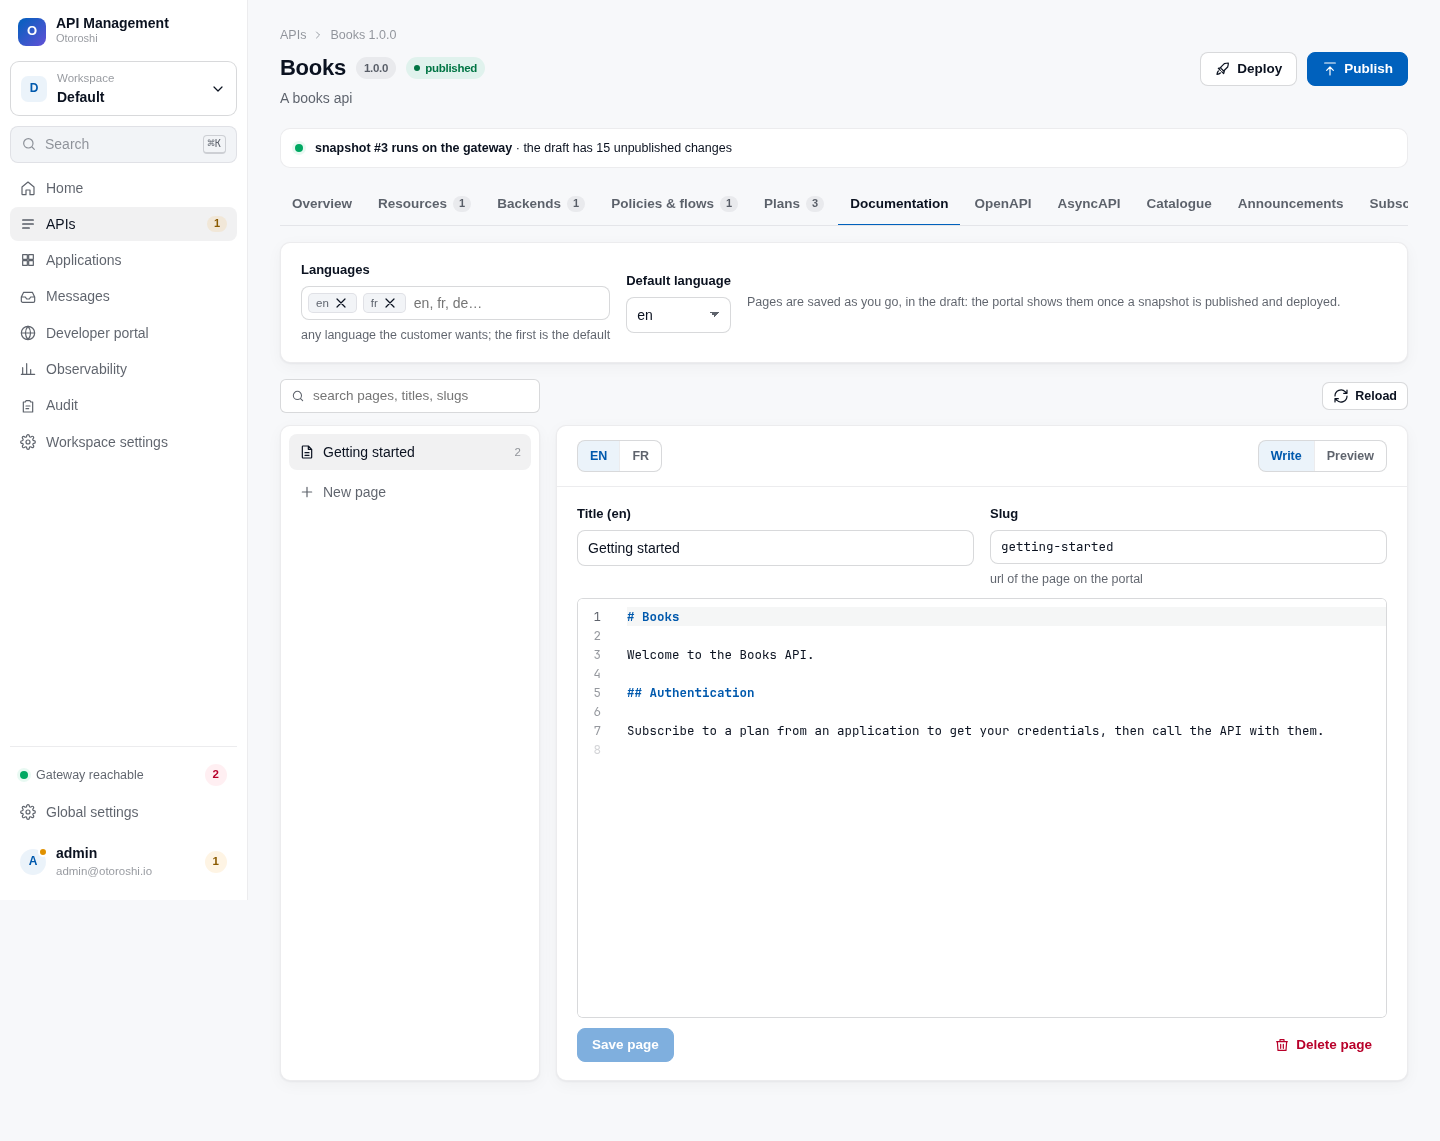 O
API Management
Otoroshi
D
Workspace
Default
Search
⌘K
Home
APIs 1
Applications
Messages
Developer portal
Observability
Audit
Workspace settings
Gateway reachable 2
Global settings
A
admin
admin@otoroshi.io
1
APIs Books 1.0.0
Books 1.0.0 published
A books api
Deploy
Publish
snapshot #3 runs on the gateway · the draft has 15 unpublished changes
Overview Resources 1 Backends 1 Policies & flows 1 Plans 3 Documentation OpenAPI AsyncAPI Catalogue Announcements Subsc
Languages
en fr en, fr, de…
any language the customer wants; the first is the default
Default language
en
Pages are saved as you go, in the draft: the portal shows them once a snapshot is published and deployed.
search pages, titles, slugs
Reload
Getting started 2
New page
EN FR
Write Preview
Title (en)
Getting started
Slug
getting-started
url of the page on the portal
1 # Books
2
3 Welcome to the Books API.
4
5 ## Authentication
6
7 Subscribe to a plan from an application to get your credentials, then call the API with them.
8
Save page
Delete page